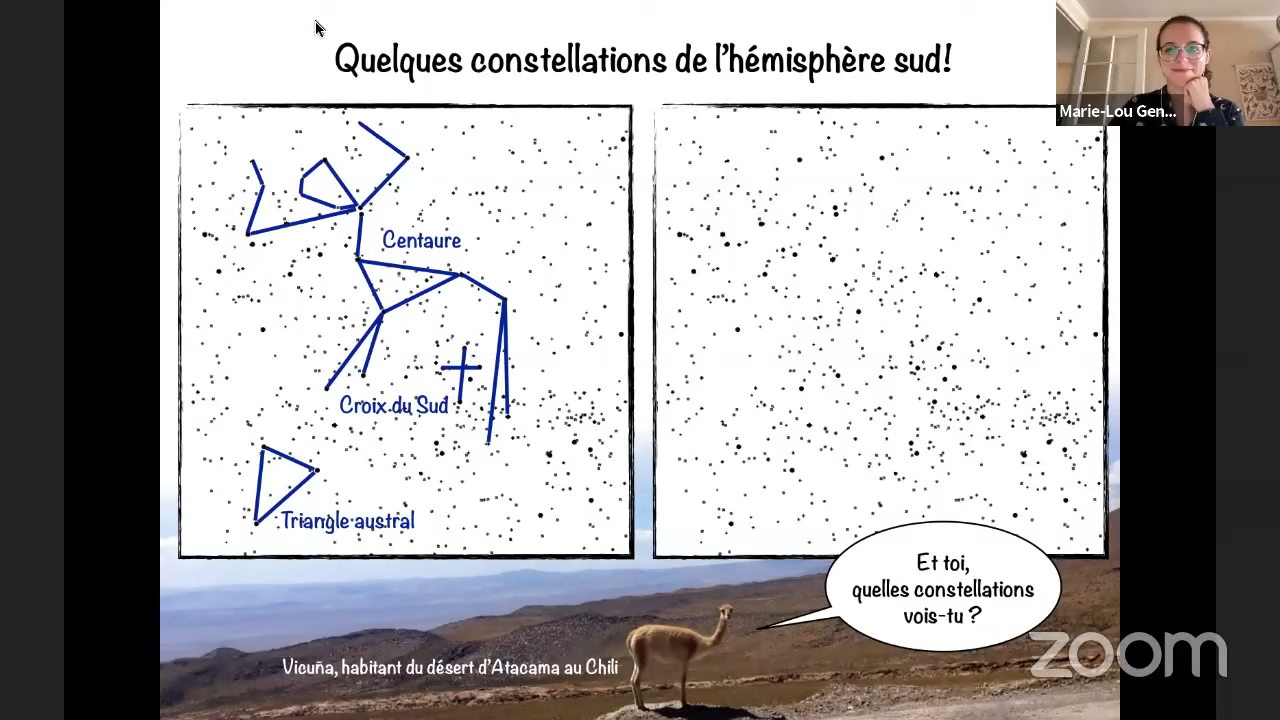 Quelques constellations de l'hémisphère sud!
Marie-Lou Gen...
Centaure
Croix du Sud
Triangle austral
Et toi,
quelles constellations
vois-tu ?
Vicuña, habitant du désert d'Atacama au Chili
zoom